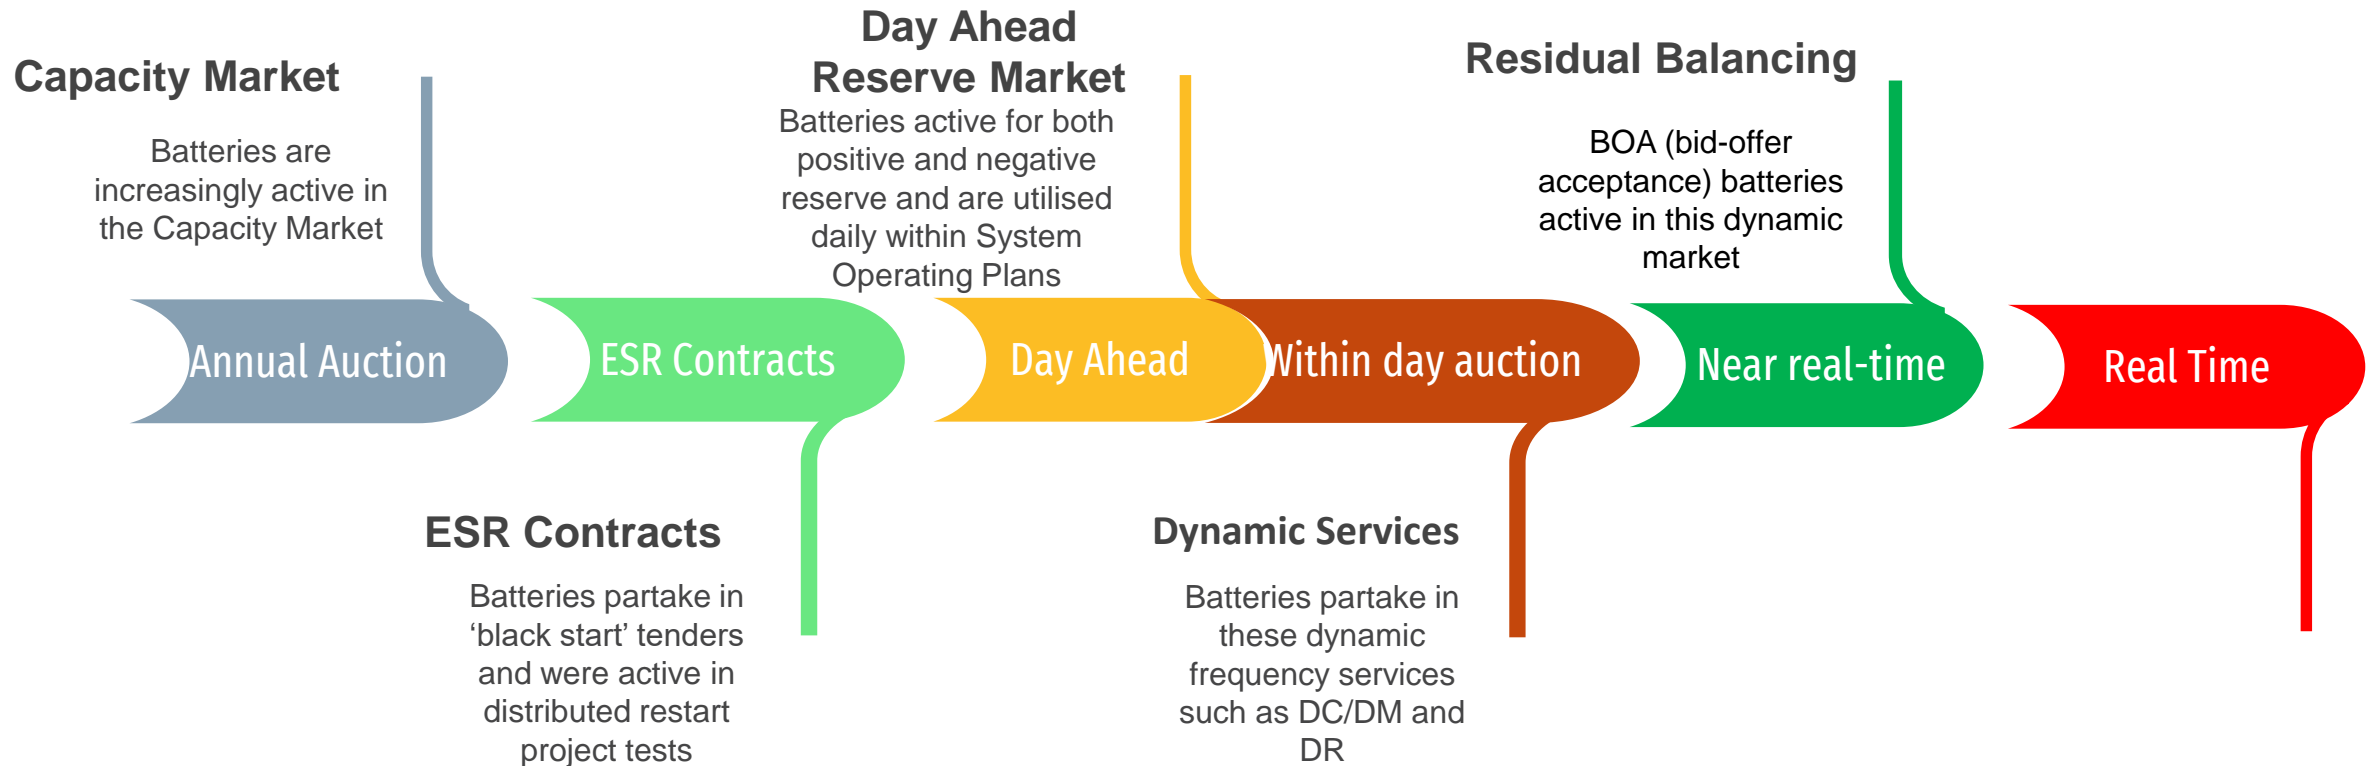 Capacity Market
Batteries are
increasingly active in
the Capacity Market
Day Ahead
Reserve Market
Batteries active for both
positive and negative
reserve and are utilised
daily within System
Operating Plans
Residual Balancing
BOA (bid-offer
acceptance) batteries
active in this dynamic
market
Annual Auction
ESR Contracts
Day Ahead
Within day auction
Near real-time
Real Time
ESR Contracts
Batteries partake in
‘black start’ tenders
and were active in
distributed restart
project tests
Dynamic Services
Batteries partake in
these dynamic
frequency services
such as DC/DM and
DR